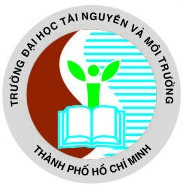 TRƯỜNG ĐẠI HỌC TÀI NGUYÊN VÀ MÔI TRƯỜNG
THÀNH PHỐ HỒ CHÍ MINH